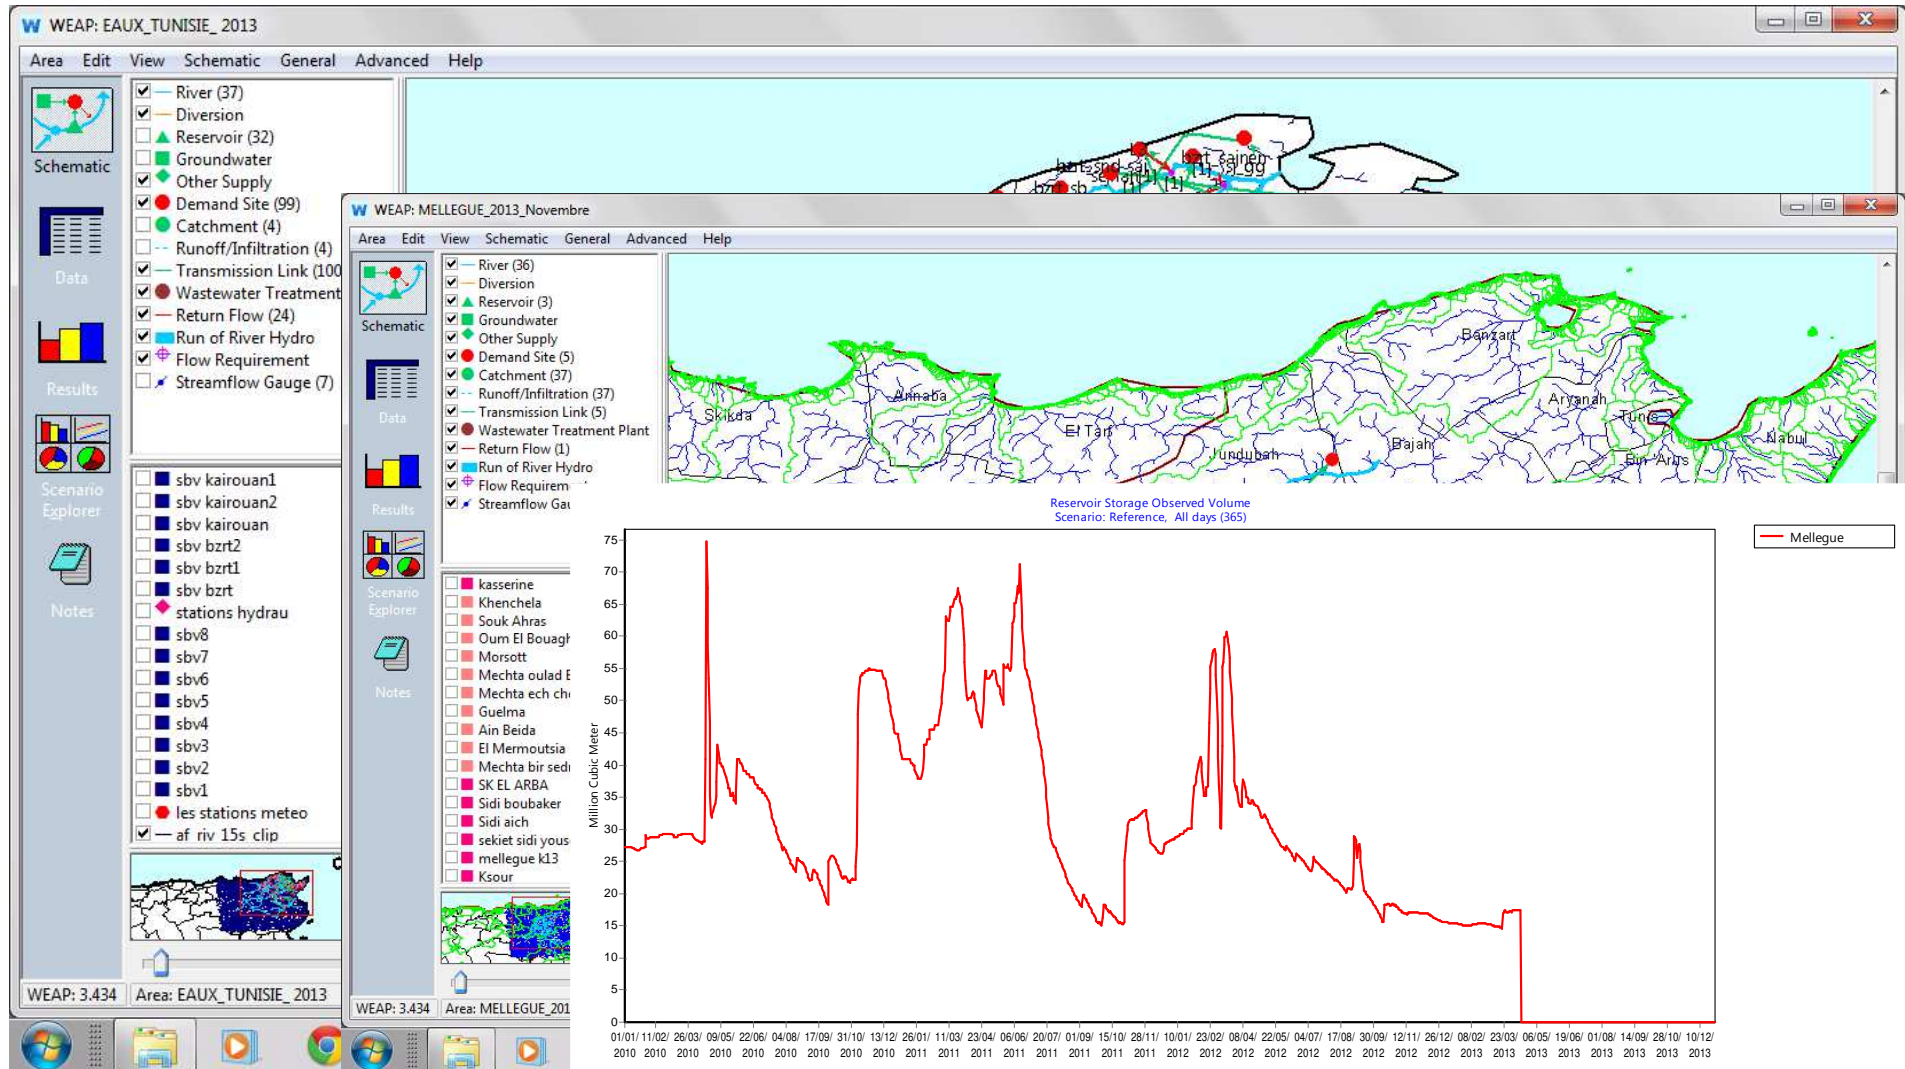 WEAP: EAUX_TUNISIE_ 2013
Area Edit View Schematic General Advanced Help
Schematic
Data
Results
Scenario
Explorer
Notes
River (37)
Diversion
Reservoir (32)
Groundwater
Other Supply
Demand Site (99)
Catchment (4)
Runoff/Infiltration (4)
Transmission Link (100
Wastewater Treatment
Return Flow (24)
Run of River Hydro
Flow Requirement
Streamflow Gauge (7)
sbv kairouan1
sbv kairouan2
sbv kairouan
sbv bzrt2
sbv bzrt1
sbv bzrt
stations hydrau
sbv8
sbv7
sbv6
sbv5
sbv4
sbv3
sbv2
sbv1
les stations meteo
af riv 15s clip
WEAP: 3.434
Area: EAUX_TUNISIE_ 2013
WEAP: MELLEGUE_2013_Novembre
Area Edit View Schematic General Advanced Help
Schematic
Data
Results
Scenario
Explorer
Notes
River (36)
Diversion
Reservoir (3)
Groundwater
Other Supply
Demand Site (5)
Catchment (37)
Runoff/Infiltration (37)
Transmission Link (5)
Wastewater Treatment Plant
Return Flow (1)
Run of River Hydro
Flow Requirem
Streamflow Gau
kasserine
Khenchela
Souk Ahras
Oum El Bouagh
Morsott
Mechta oulad E
Mechta ech che
Guelma
Ain Beida
El Mermoutsia
Mechta bir sedr
SK EL ARBA
Sidi boubaker
Sidi aich
sekiet sidi yous
mellegue k13
Ksour
WEAP: 3.434
Area: MELLEGUE_201
Skikda
Annaba
El Tarf
Jundubah
Bajah
Banzart
Aryanah
Tunis
Bin 'Arus
Nabul
Reservoir Storage Observed Volume
Scenario: Reference, All days (365)
Mellegue
Million Cubic Meter
75
70
65
60
55
50
45
40
35
30
25
20
15
10
5
0
01/01/ 11/02/ 26/03/ 09/05/ 22/06/ 04/08/ 17/09/ 31/10/ 13/12/ 26/01/ 11/03/ 23/04/ 06/06/ 20/07/ 01/09/ 15/10/ 28/11/ 10/01/ 23/02/ 08/04/ 22/05/ 04/07/ 17/08/ 30/09/ 12/11/ 26/12/ 08/02/ 23/03/ 06/05/ 19/06/ 01/08/ 14/09/ 28/10/ 10/12/
2010 2010 2010 2010 2010 2010 2010 2010 2010 2011 2011 2011 2011 2011 2011 2011 2011 2012 2012 2012 2012 2012 2012 2012 2012 2012 2013 2013 2013 2013 2013 2013 2013 2013